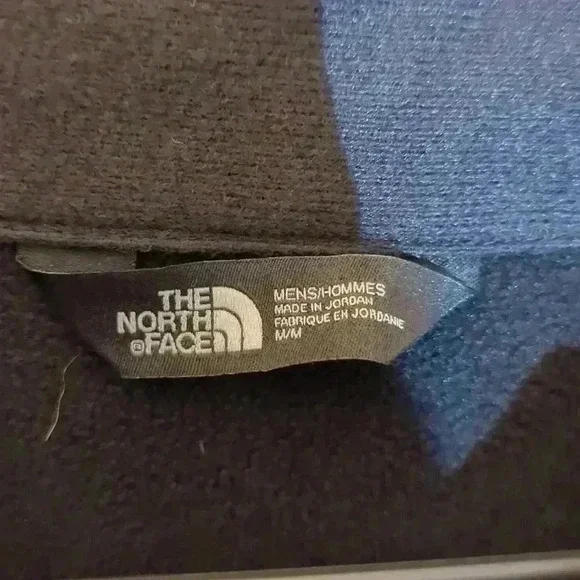 THE
NORTH
®FACE
MENS/HOMMES
MADE IN JORDAN
FABRIQUE EN JORDANIE
M/M